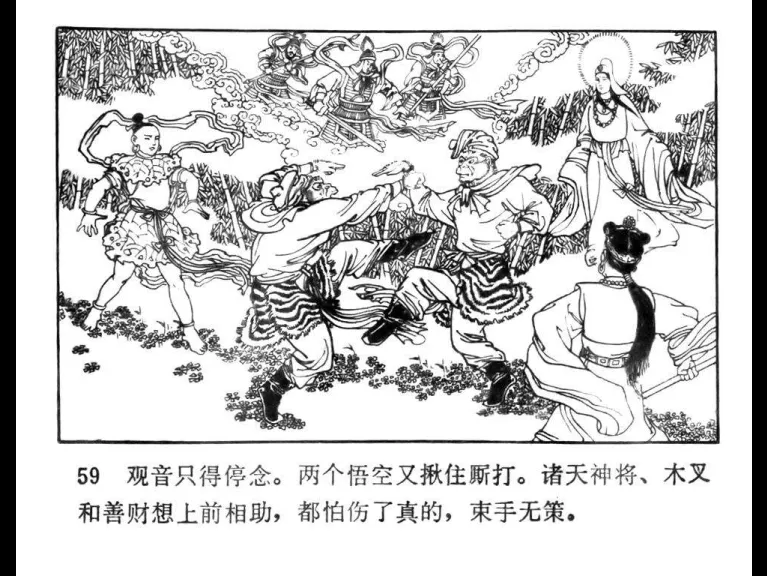 59 观音只得停念。两个悟空又揪住厮打。诸天神将、木叉
和善财想上前相助，都怕伤了真的，束手无策。